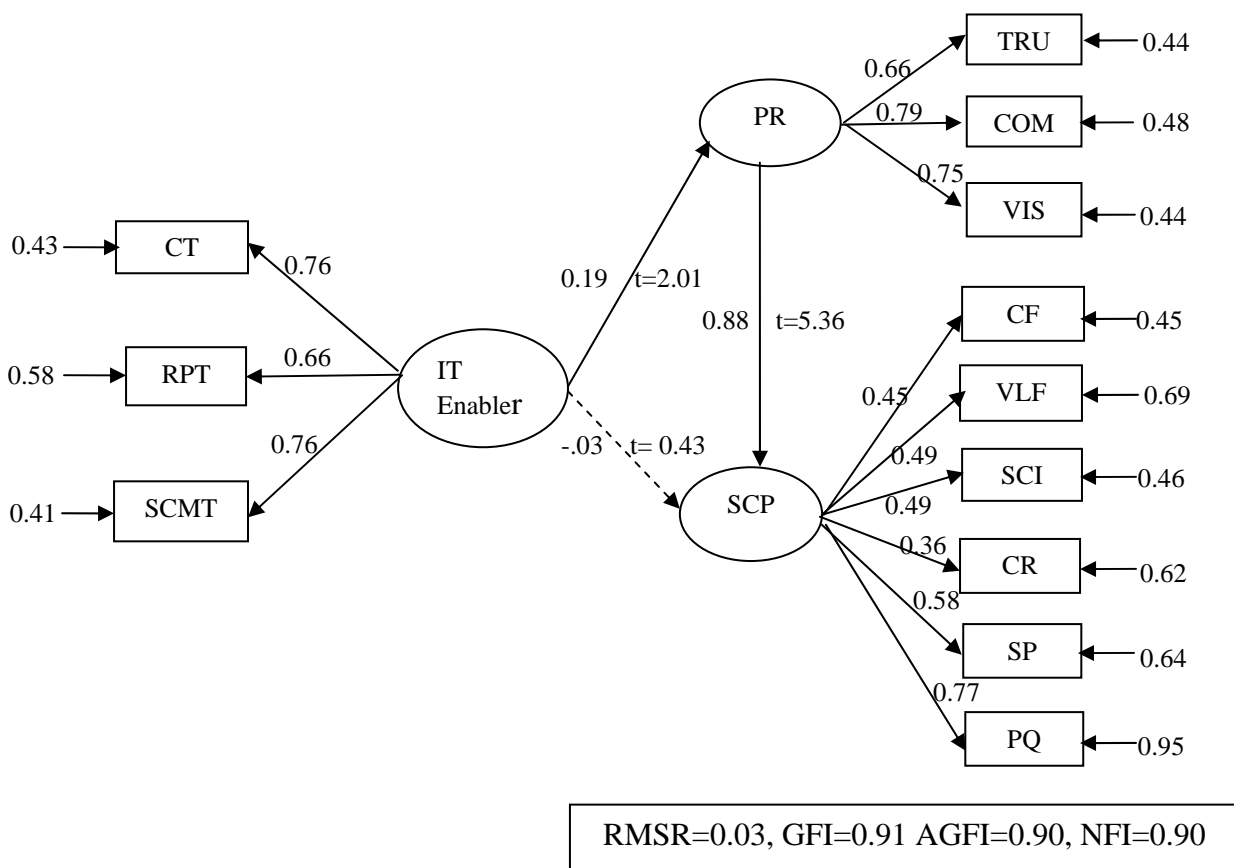 TRU
0.44
0.66
PR
0.79
COM
0.48
0.75
VIS
0.44
0.43
CT
0.76
0.19 t=2.01
0.88 t=5.36
CF
0.45
0.58
RPT
0.66
IT
Enabler
0.45
VLF
0.69
0.76
-.03 t= 0.43
0.49
SCI
0.46
0.41
SCMT
SCP
0.49
0.36
CR
0.62
0.58
SP
0.64
0.77
PQ
0.95
RMSR=0.03, GFI=0.91 AGFI=0.90, NFI=0.90